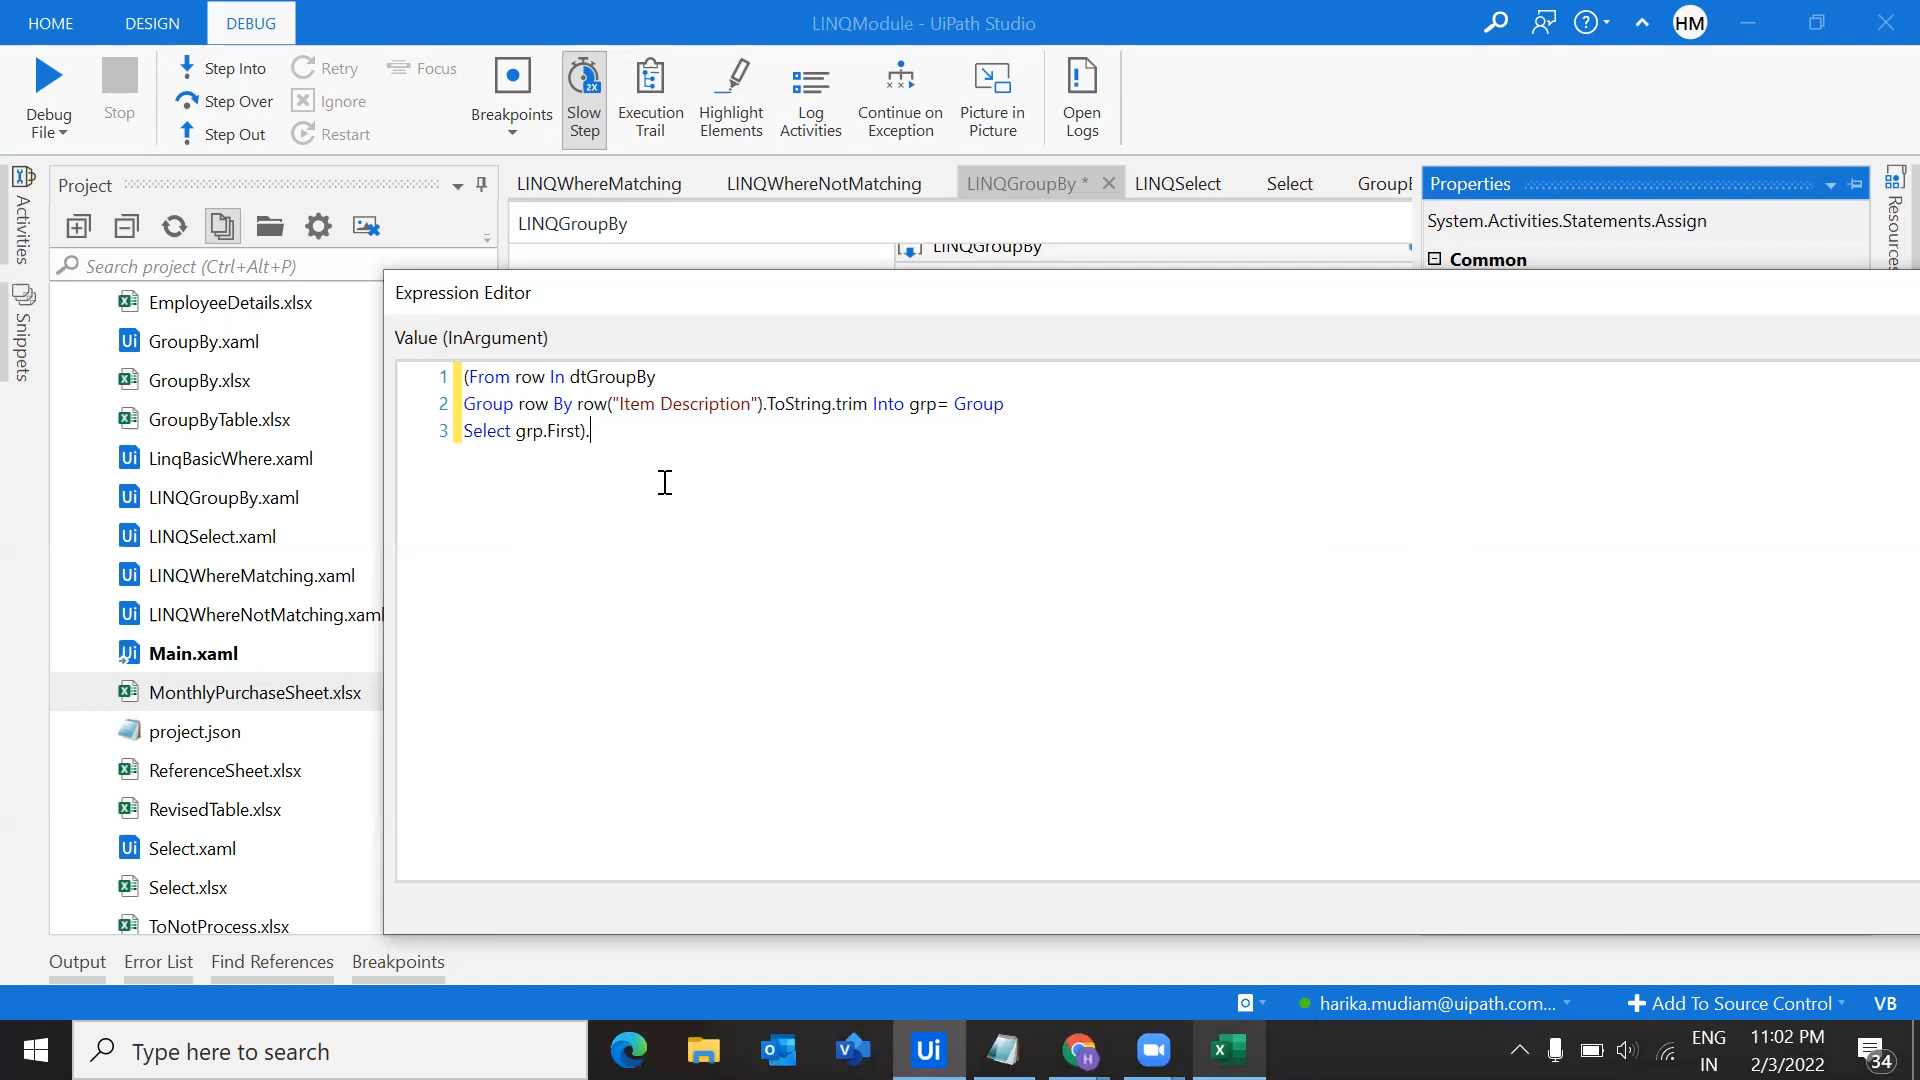 HOME
DESIGN
DEBUG
LINQModule - UiPath Studio
HM
Debug
File
Stop
Step Into
Step Over
Step Out
Retry
Ignore
Restart
Focus
Breakpoints
Slow
Step
Execution
Trail
Highlight
Elements
Log
Activities
Continue on
Exception
Picture in
Picture
Open
Logs
Activities
Snippets
Project
Search project (Ctrl+Alt+P)
EmployeeDetails.xlsx
GroupBy.xaml
GroupBy.xlsx
GroupByTable.xlsx
LinqBasicWhere.xaml
LINQGroupBy.xaml
LINQSelect.xaml
LINQWhereMatching.xaml
LINQWhereNotMatching.xaml
Main.xaml
MonthlyPurchaseSheet.xlsx
project.json
ReferenceSheet.xlsx
RevisedTable.xlsx
Select.xaml
Select.xlsx
ToNotProcess.xlsx
LINQWhereMatching
LINQWhereNotMatching
LINQGroupBy *
LINQSelect
Select
GroupB
LINQGroupBy
LINQGroupBy
Properties
System.Activities.Statements.Assign
Common
Resources
Expression Editor
Value (InArgument)
1 (From row In dtGroupBy
2 Group row By row("Item Description").ToString.trim Into grp= Group
3 Select grp.First).
Output
Error List
Find References
Breakpoints
harika.mudiam@uipath.com...
Add To Source Control
VB
Type here to search
Ui
ENG
IN
11:02 PM
2/3/2022
34